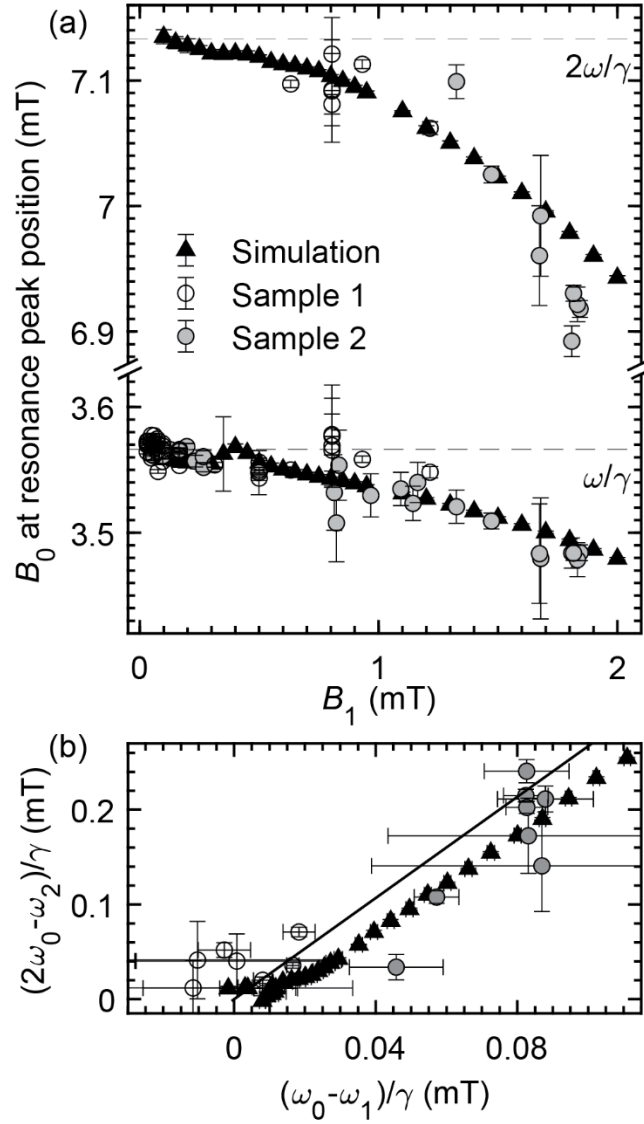 (a)
7.1
2ω/γ
7
Simulation
Sample 1
Sample 2
6.9
B₀ at resonance peak position (mT)
3.6
ω/γ
3.5
0 1 2
B₁ (mT)
(b)
0.2
0.1
0
(2ω₀-ω₂)/γ (mT)
0 0.04 0.08
(ω₀-ω₁)/γ (mT)